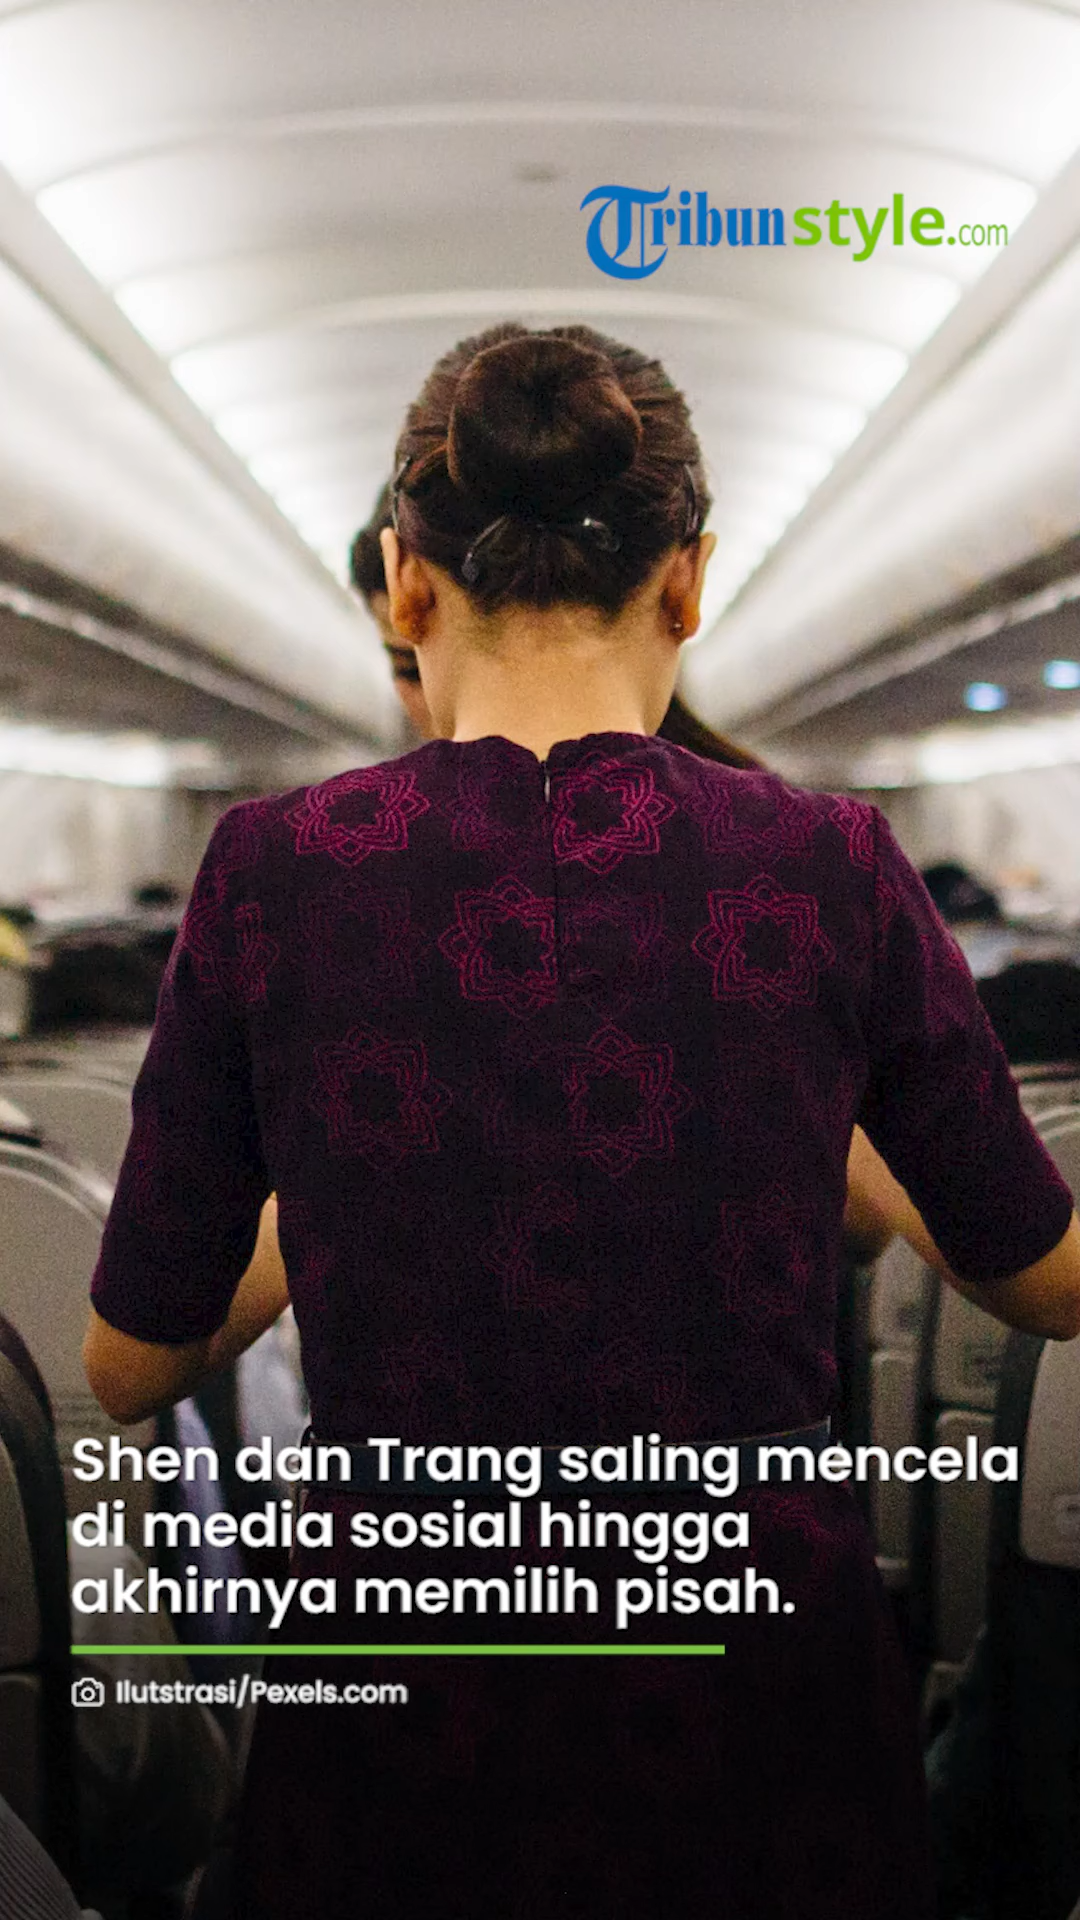 Tribunstyle.com
Shen dan Trang saling mencela
di media sosial hingga
akhirnya memilih pisah.
Ilutstrasi/Pexels.com